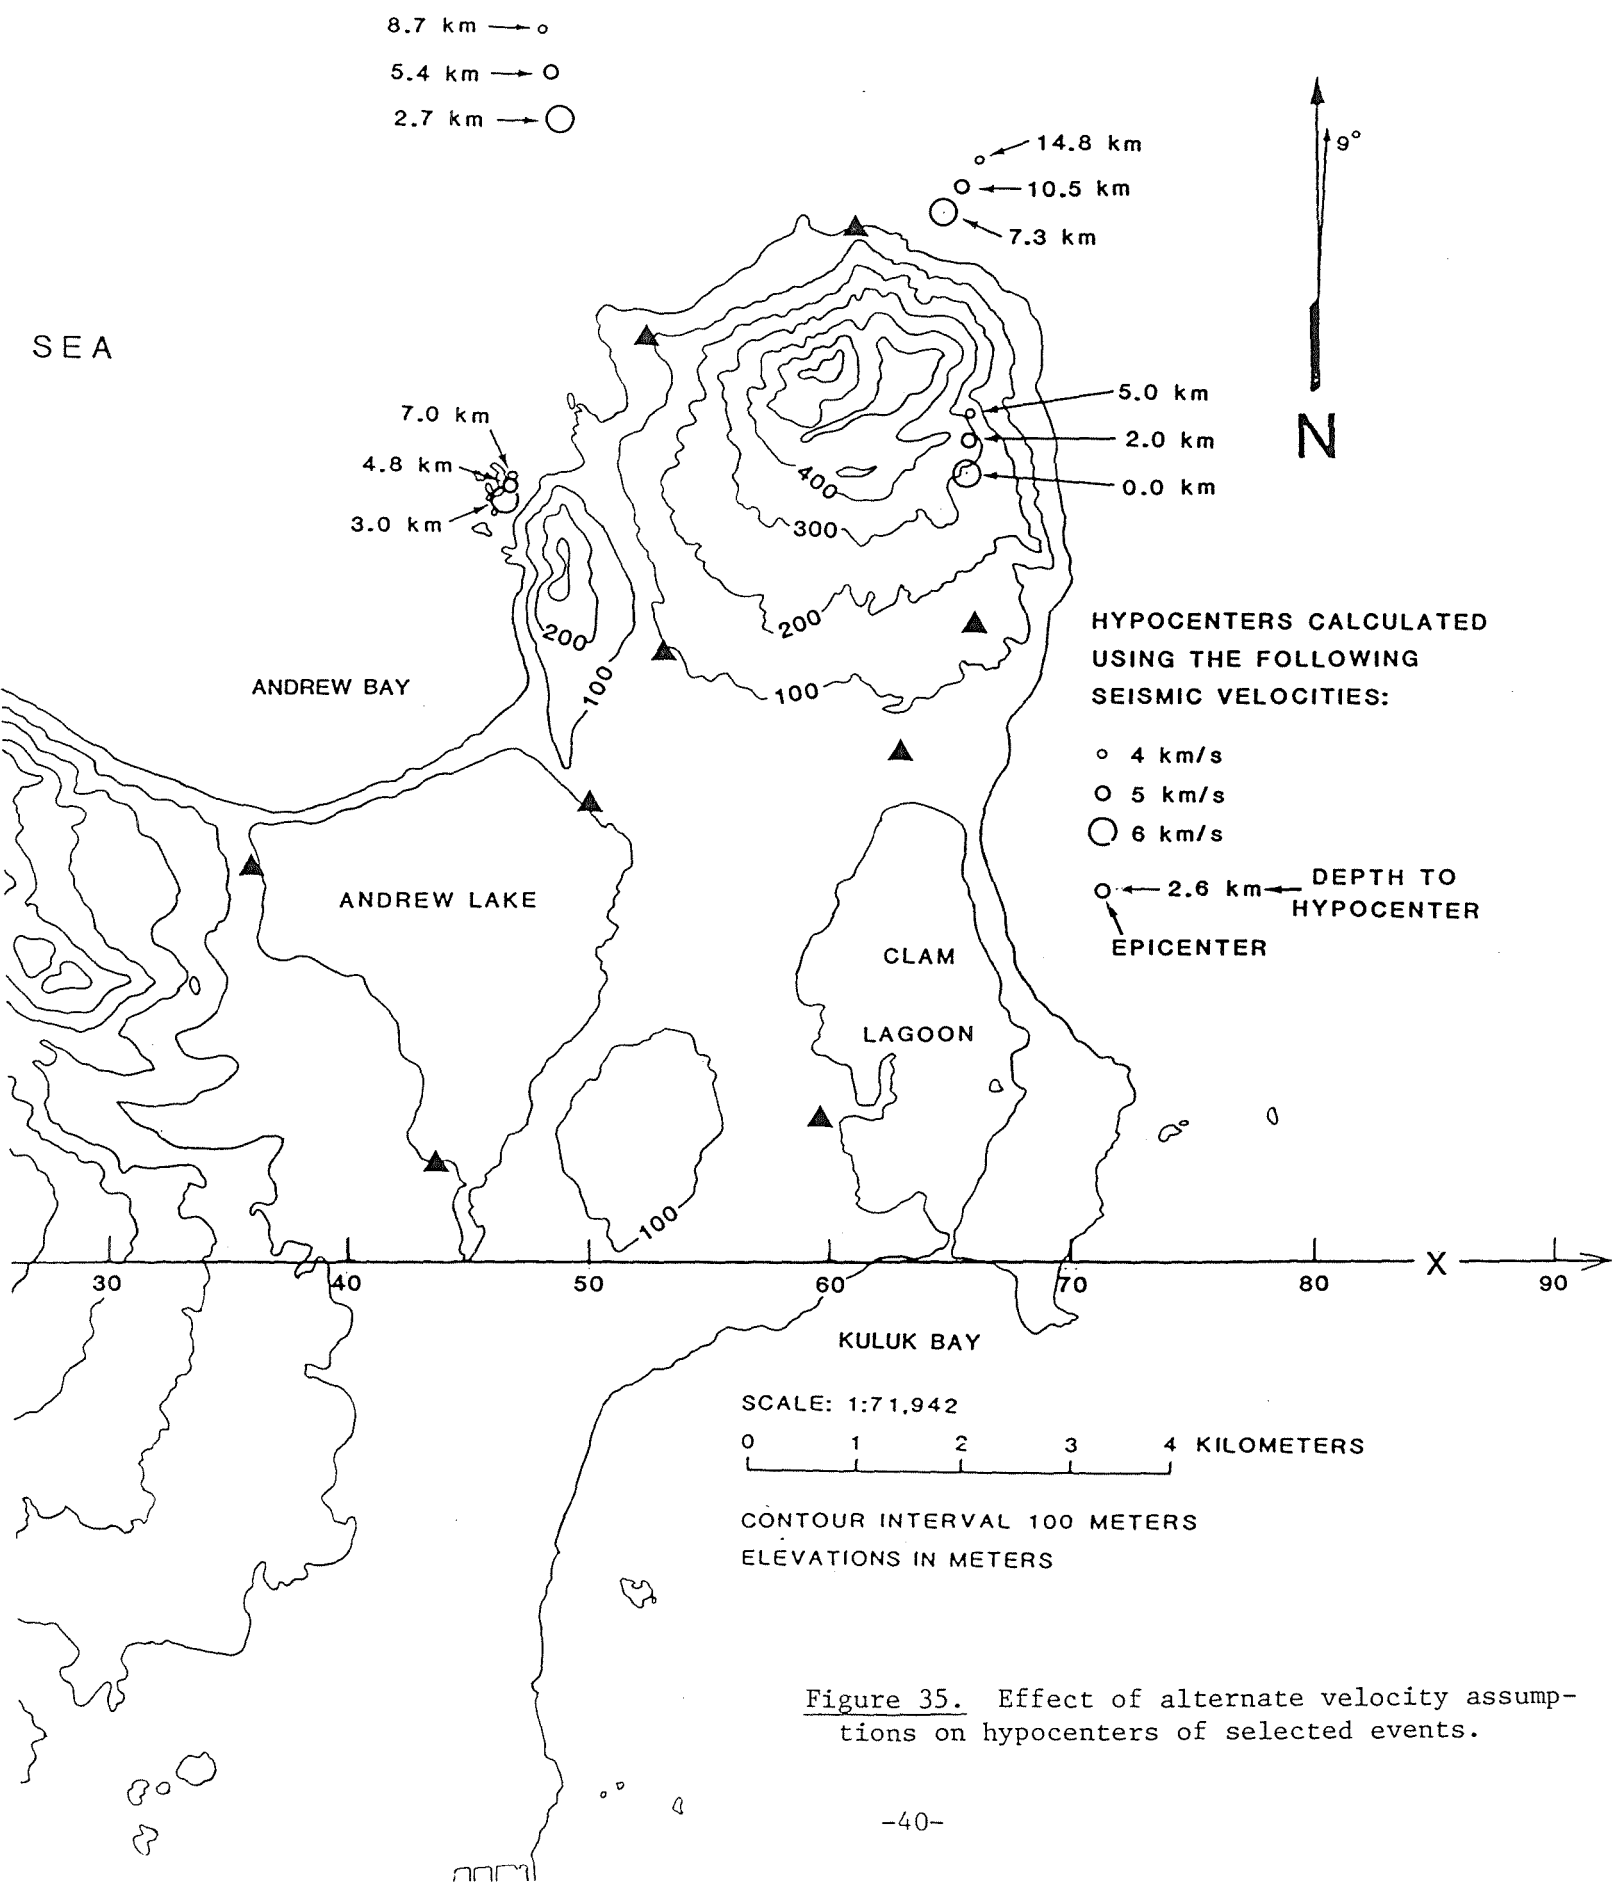 8.7 km
5.4 km
2.7 km
14.8 km
10.5 km
7.3 km
9°
SEA
N
7.0 km
4.8 km
3.0 km
5.0 km
2.0 km
0.0 km
400
300
200
200
100
100
ANDREW BAY
HYPOCENTERS CALCULATED
USING THE FOLLOWING
SEISMIC VELOCITIES:
4 km/s
5 km/s
6 km/s
2.6 km
DEPTH TO
HYPOCENTER
EPICENTER
ANDREW LAKE
CLAM
LAGOON
100
X
30 40 50 60 70 80 90
KULUK BAY
SCALE: 1:71,942
0 1 2 3 4 KILOMETERS
CONTOUR INTERVAL 100 METERS
ELEVATIONS IN METERS
Figure 35. Effect of alternate velocity assump-
tions on hypocenters of selected events.
-40-